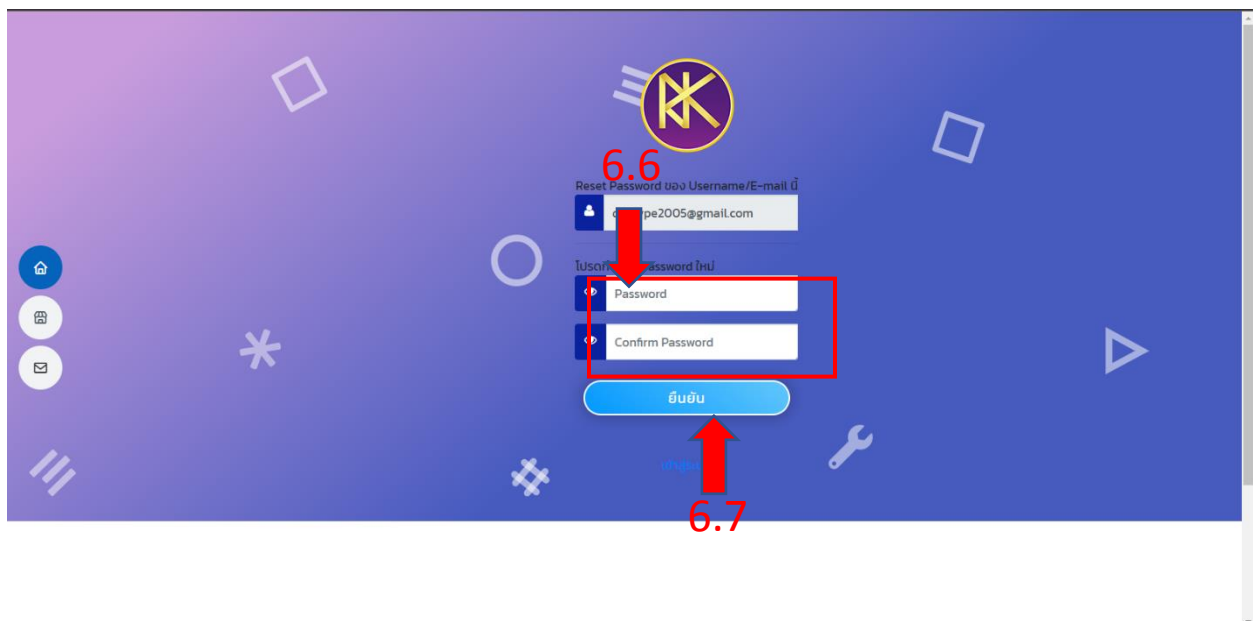 6.6
Reset Password ของ Username/E-mail นี้
pe2005@gmail.com
Password ใหม่
Password
Confirm Password
ยืนยัน
6.7